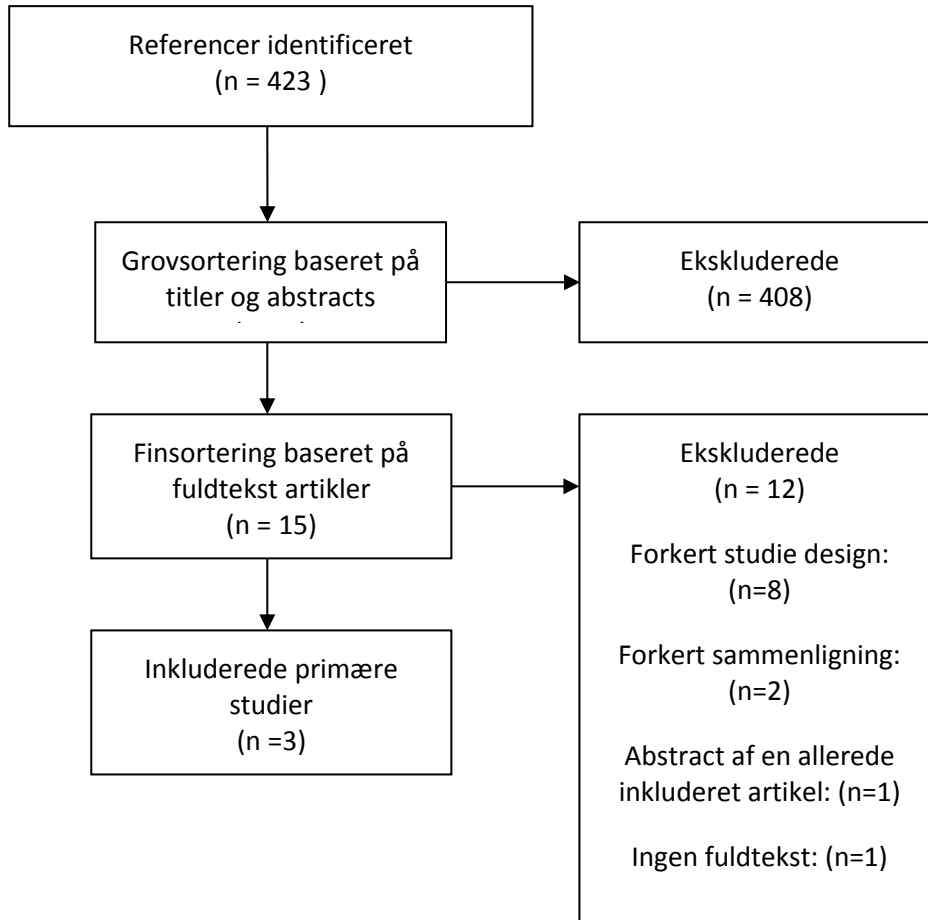 Referencer identificeret
(n = 423 )
Grovsortering baseret på
titler og abstracts
Ekskluderede
(n = 408)
Finsortering baseret på
fuldtekst artikler
(n = 15)
Ekskluderede
(n = 12)
Forkert studie design:
(n=8)
Forkert sammenligning:
(n=2)
Abstract af en allerede
inkluderet artikel: (n=1)
Ingen fuldtekst: (n=1)
Inkluderede primære
studier
(n =3)